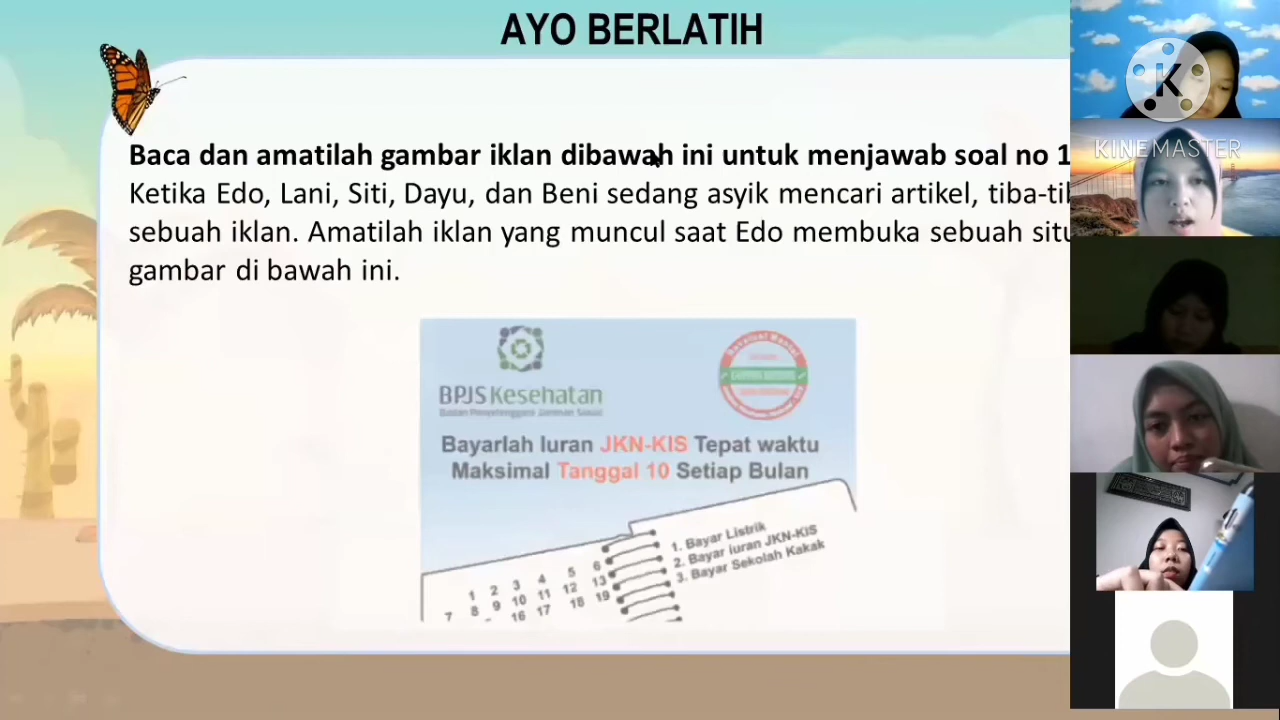 AYO BERLATIH
Baca dan amatilah gambar iklan dibawah ini untuk menjawab soal no 1
Ketika Edo, Lani, Siti, Dayu, dan Beni sedang asyik mencari artikel,
sebuah iklan. Amatilah iklan yang muncul saat Edo membuka sebuah
gambar di bawah ini.
BPJS Kesehatan
Badan Penyelenggara Jaminan Sosial
Bayarlah Iuran JKN-KIS Tepat waktu
Maksimal Tanggal 10 Setiap Bulan
1. Bayar Listrik
2. Bayar iuran JKN-KIS
3. Bayar Sekolah Kakak
1 2 3 4 5 6
7 8 9 10 11 12 13
16 17 18 19
K
KINEMASTER